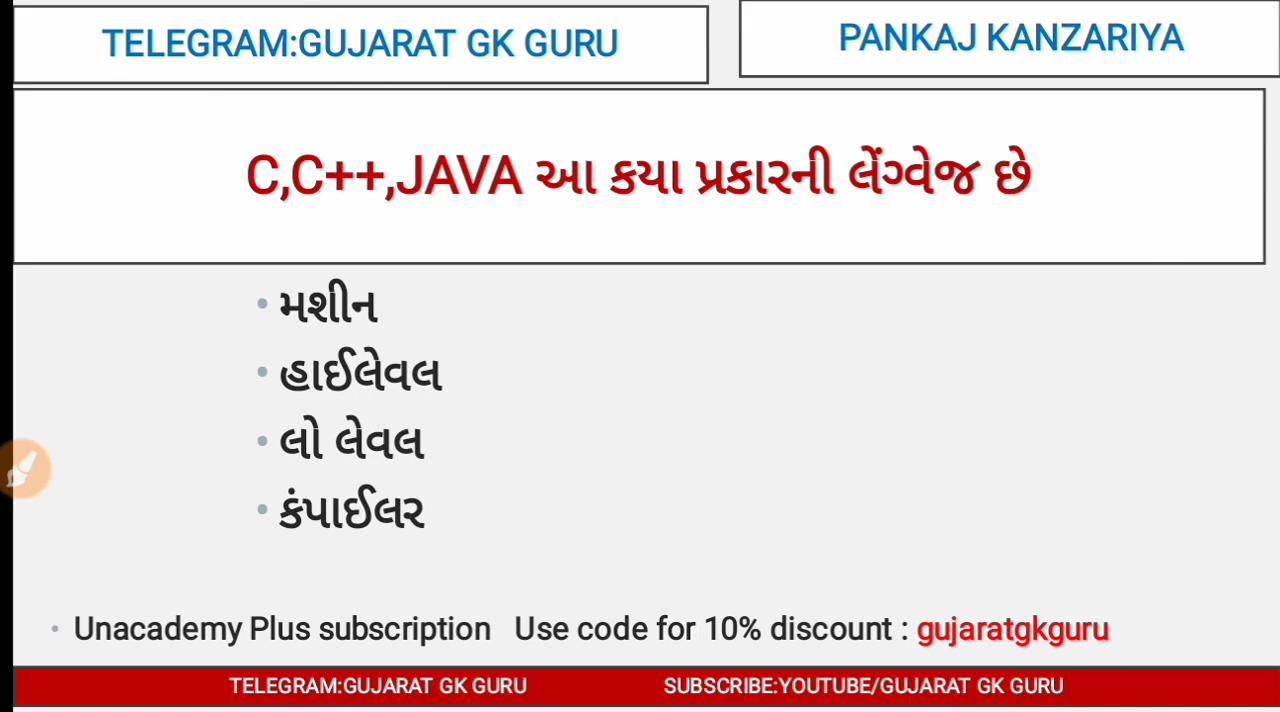 TELEGRAM:GUJARAT GK GURU
PANKAJ KANZARIYA
C,C++,JAVA આ કયા પ્રકારની લેંગ્વેજ છે
• મશીન
• હાઈલેવલ
• લો લેવલ
• કંપાઈલર
• Unacademy Plus subscription Use code for 10% discount : gujaratgkguru
TELEGRAM:GUJARAT GK GURU SUBSCRIBE:YOUTUBE/GUJARAT GK GURU